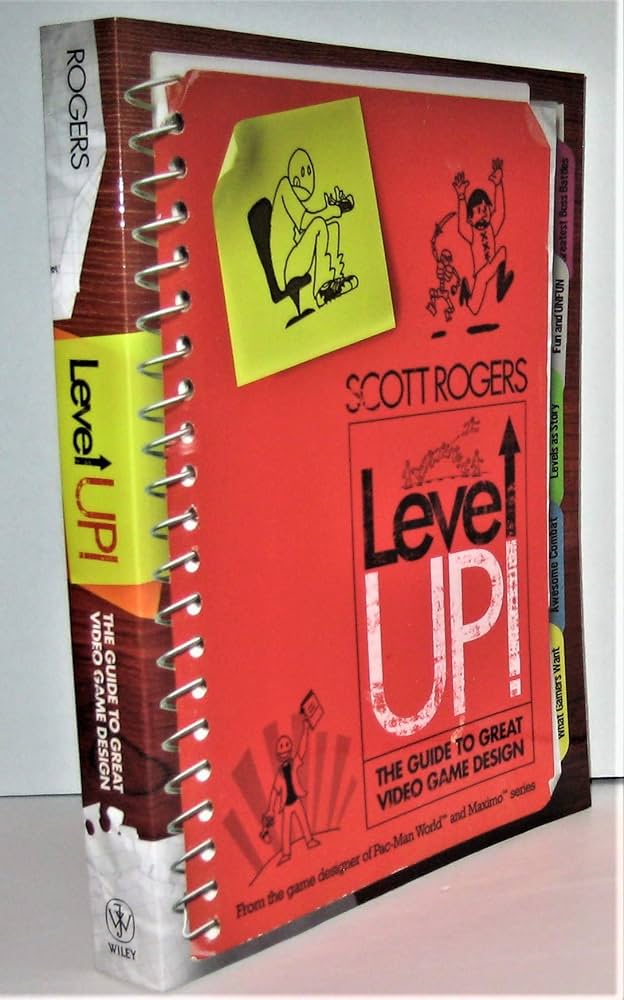 ROGERS
Level
UP!
THE GUIDE TO GREAT
VIDEO GAME DESIGN
WILEY
SCOTT ROGERS
Level
UP!
THE GUIDE TO GREAT
VIDEO GAME DESIGN
From the game designer of Pac-Man World™ and Maximo™ series
Greatest Boss Battles
Fun and UNFUN
Levels as Story
Awesome Combat
What Gamers Want